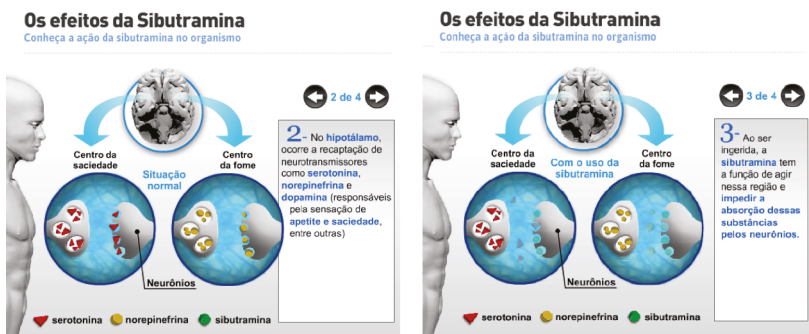 Os efeitos da Sibutramina
Conheça a ação da sibutramina no organismo
2 de 4
Centro da
saciedade
Situação
normal
Centro
da fome
2- No hipotálamo,
ocorre a recaptação de
neurotransmissores
como serotonina,
norepinefrina e
dopamina (responsáveis
pela sensação de
apetite e saciedade,
entre outras)
Neurônios
serotonina norepinefrina sibutramina
Os efeitos da Sibutramina
Conheça a ação da sibutramina no organismo
3 de 4
Centro da
saciedade
Com o uso da
sibutramina
Centro
da fome
3- Ao ser
ingerida, a
sibutramina tem
a função de agir
nessa região e
impedir a
absorção dessas
substâncias
pelos neurônios.
Neurônios
serotonina norepinefrina sibutramina